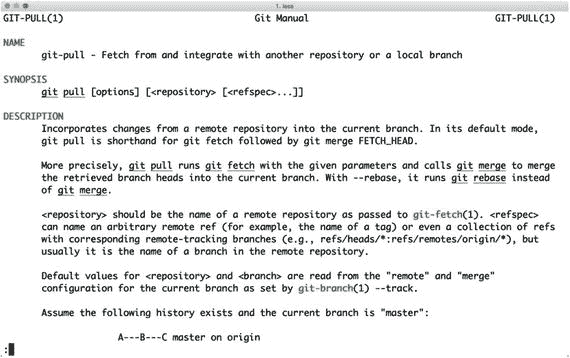 1. less
GIT-PULL(1) Git Manual GIT-PULL(1)
NAME
git-pull - Fetch from and integrate with another repository or a local branch
SYNOPSIS
git pull [options] [<repository> [<refspec>...]]
DESCRIPTION
Incorporates changes from a remote repository into the current branch. In its default mode,
git pull is shorthand for git fetch followed by git merge FETCH_HEAD.
More precisely, git pull runs git fetch with the given parameters and calls git merge to merge
the retrieved branch heads into the current branch. With --rebase, it runs git rebase instead
of git merge.
<repository> should be the name of a remote repository as passed to git-fetch(1). <refspec>
can name an arbitrary remote ref (for example, the name of a tag) or even a collection of refs
with corresponding remote-tracking branches (e.g., refs/heads/*:refs/remotes/origin/*), but
usually it is the name of a branch in the remote repository.
Default values for <repository> and <branch> are read from the "remote" and "merge"
configuration for the current branch as set by git-branch(1) --track.
Assume the following history exists and the current branch is "master":
A---B---C master on origin
: